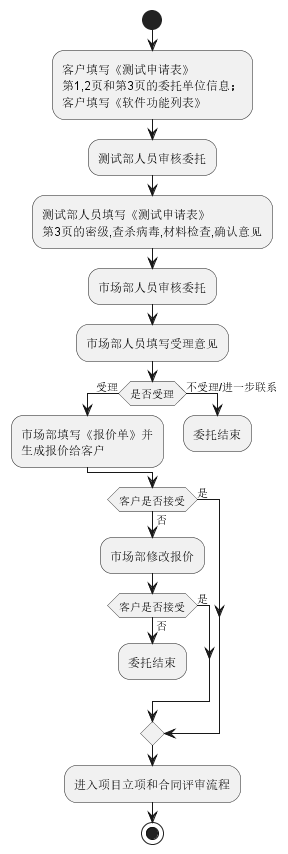 客户填写《测试申请表》
第1,2页和第3页的委托单位信息；
客户填写《软件功能列表》
测试部人员审核委托
测试部人员填写《测试申请表》
第3页的密级,查杀病毒,材料检查,确认意见
市场部人员审核委托
市场部人员填写受理意见
受理
是否受理
不受理/进一步联系
市场部填写《报价单》并
生成报价给客户
委托结束
客户是否接受
是
否
市场部修改报价
客户是否接受
是
否
委托结束
进入项目立项和合同评审流程